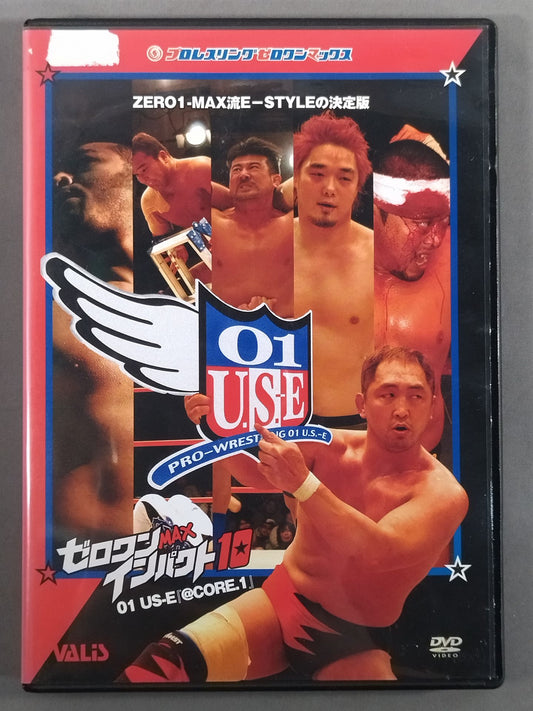 プロレスリング・ゼロワンマックス
ZERO1-MAX流E-STYLEの決定版
01
U.S-E
PRO-WRESTING 01 U.S.-E
ゼロワンMAX
インパクト10
01 US-E『@CORE.1』
VALiS
DVD
VIDEO